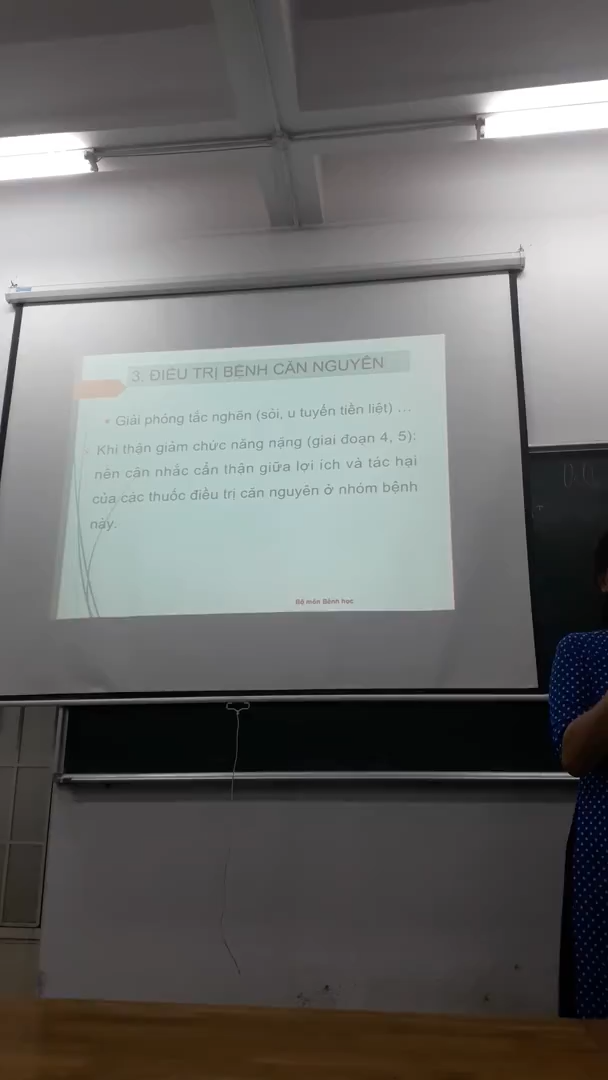 3. ĐIỀU TRỊ BỆNH CĂN NGUYÊN
Giải phóng tắc nghẽn (sỏi, u tuyến tiền liệt) ...
Khi thận giảm chức năng nặng (giai đoạn 4, 5):
nên cân nhắc cẩn thận giữa lợi ích và tác hại
của các thuốc điều trị căn nguyên ở nhóm bệnh
này.
Bộ môn Bệnh học